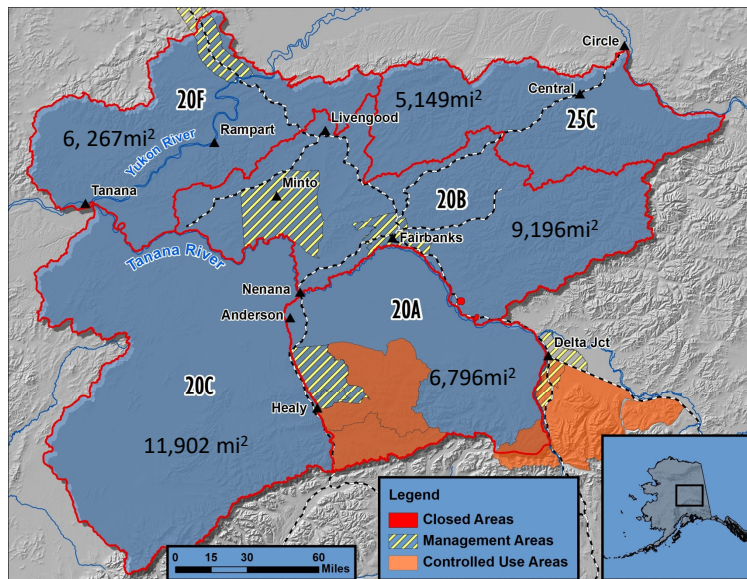 Circle
Central
5,149mi²
25C
20F
Livengood
6, 267mi²
Rampart
Yukon River
Tanana
Minto
20B
9,196mi²
Fairbanks
Tanana River
Nenana
Anderson
20A
Delta Jct
20C
6,796mi²
Healy
11,902 mi²
Legend
Closed Areas
Management Areas
Controlled Use Areas
0 15 30 60
Miles